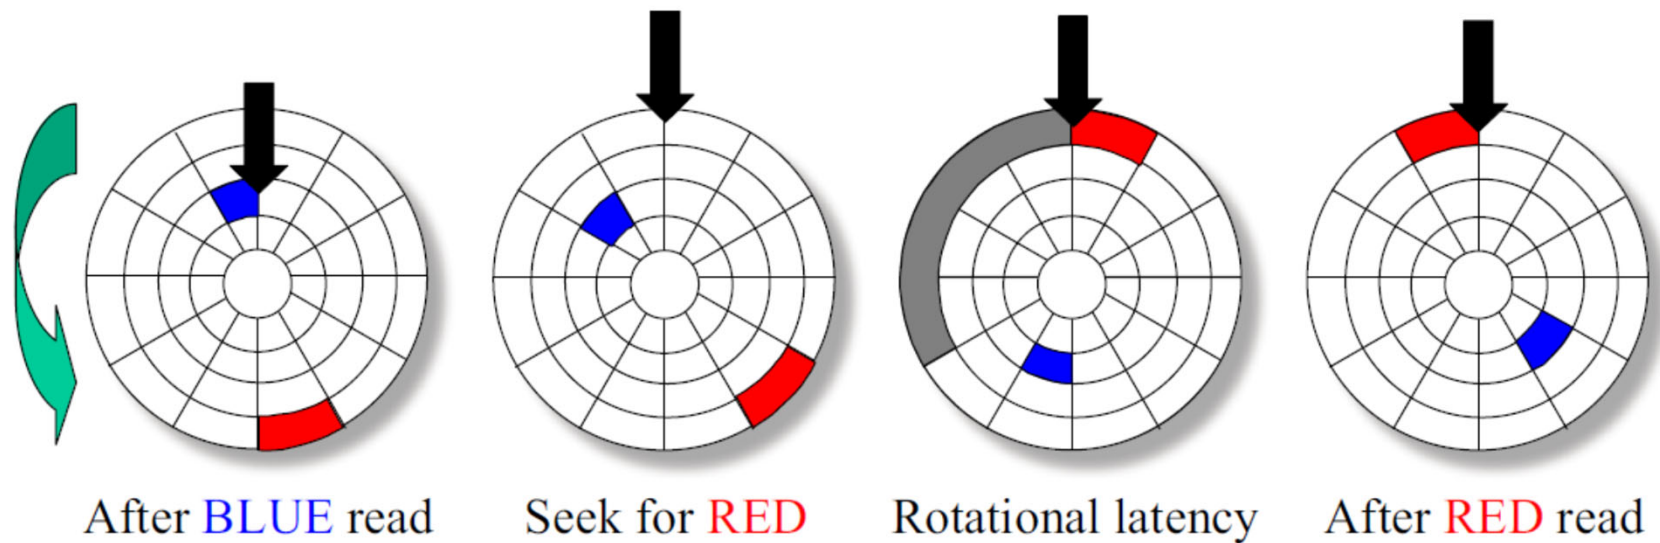 After BLUE read
Seek for RED
Rotational latency
After RED read